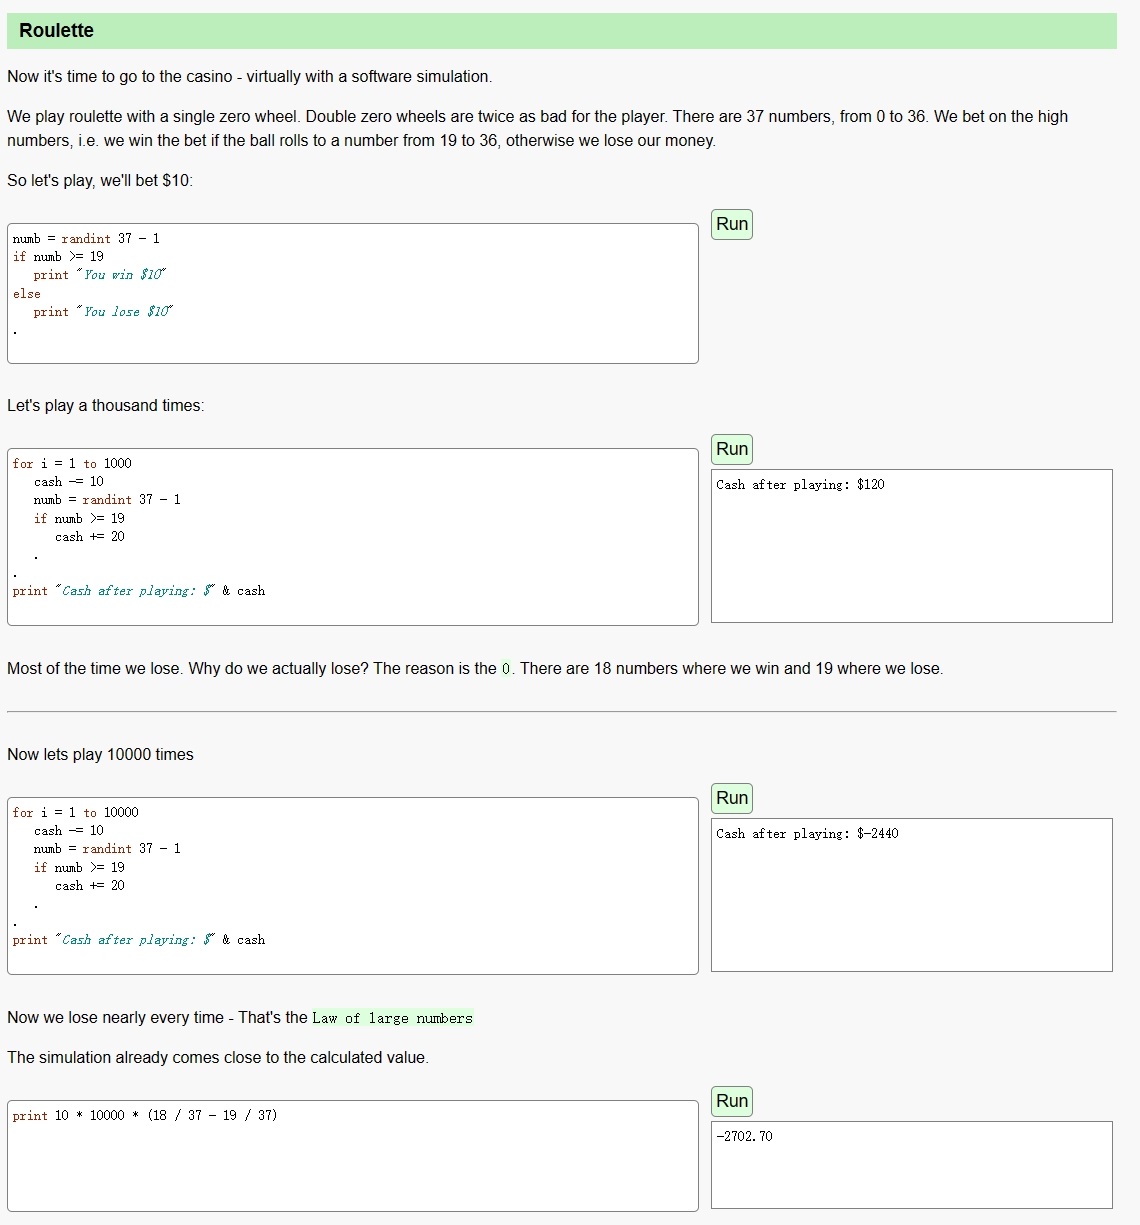 Roulette
Now it's time to go to the casino - virtually with a software simulation.
We play roulette with a single zero wheel. Double zero wheels are twice as bad for the player. There are 37 numbers, from 0 to 36. We bet on the high
numbers, i.e. we win the bet if the ball rolls to a number from 19 to 36, otherwise we lose our money.
So let's play, we'll bet $10:
Run
numb = randint 37 - 1
if numb >= 19
   print "You win $10"
else
   print "You lose $10"
.
Let's play a thousand times:
Run
for i = 1 to 1000
   cash -= 10
   numb = randint 37 - 1
   if numb >= 19
      cash += 20
   .
.
print "Cash after playing: $" & cash
Cash after playing: $120
Most of the time we lose. Why do we actually lose? The reason is the 0. There are 18 numbers where we win and 19 where we lose.
Now lets play 10000 times
Run
for i = 1 to 10000
   cash -= 10
   numb = randint 37 - 1
   if numb >= 19
      cash += 20
   .
.
print "Cash after playing: $" & cash
Cash after playing: $-2440
Now we lose nearly every time - That's the Law of large numbers
The simulation already comes close to the calculated value.
Run
print 10 * 10000 * (18 / 37 - 19 / 37)
-2702.70